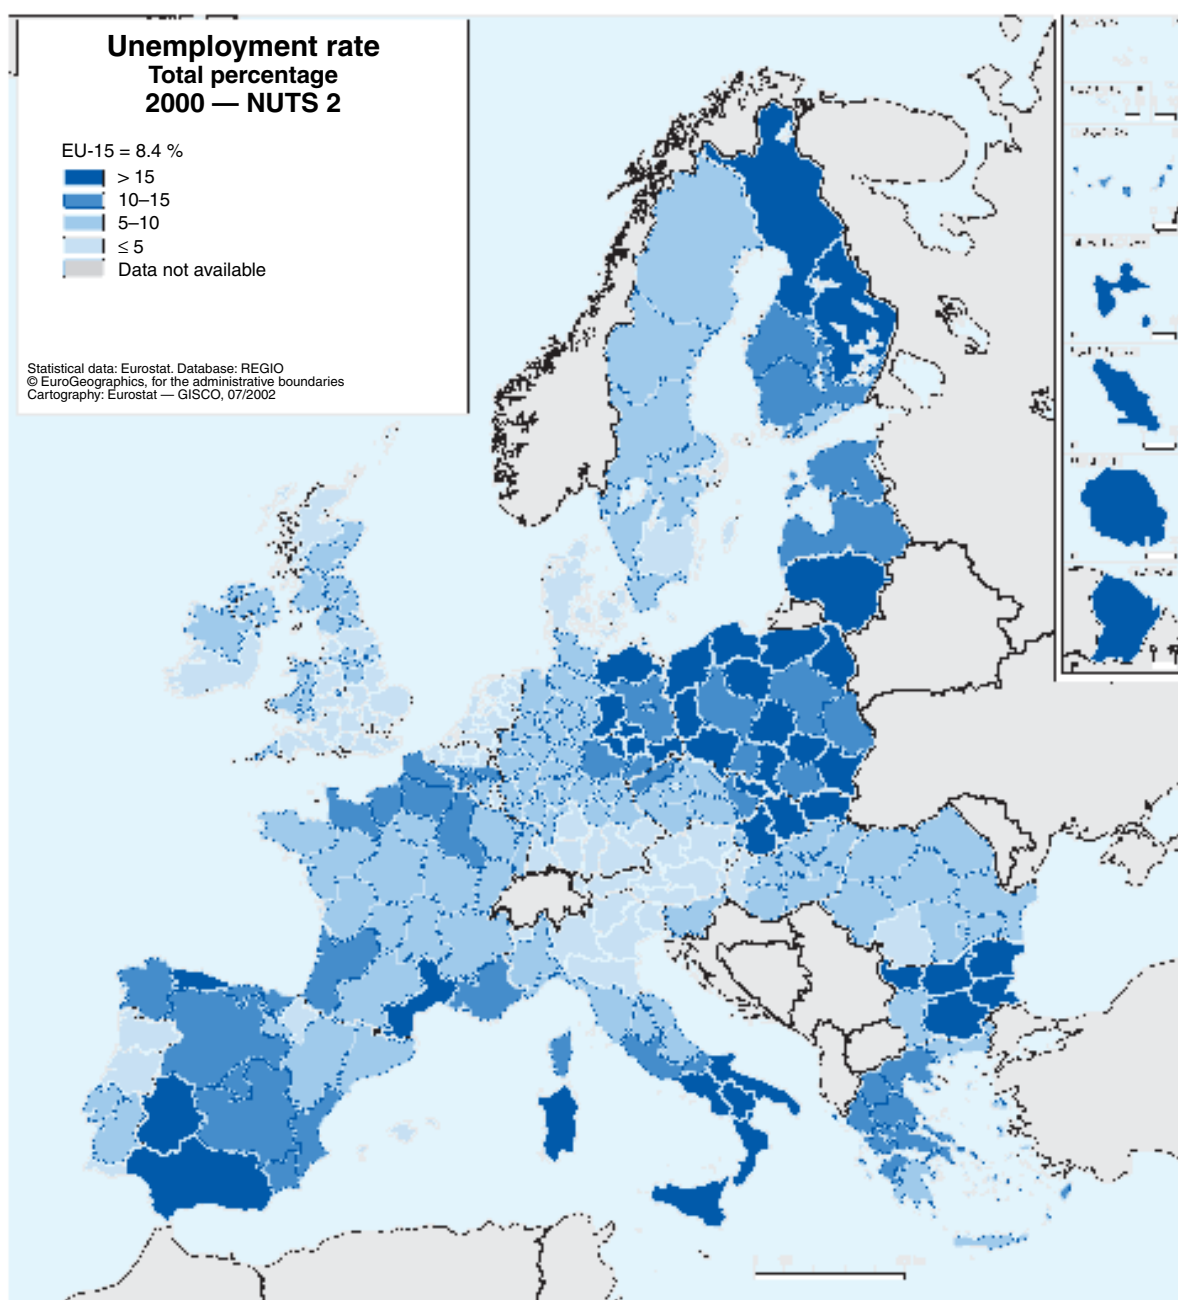 Unemployment rate
Total percentage
2000 — NUTS 2
EU-15 = 8.4 %
> 15
10–15
5–10
≤ 5
Data not available
Statistical data: Eurostat. Database: REGIO
© EuroGeographics, for the administrative boundaries
Cartography: Eurostat — GISCO, 07/2002